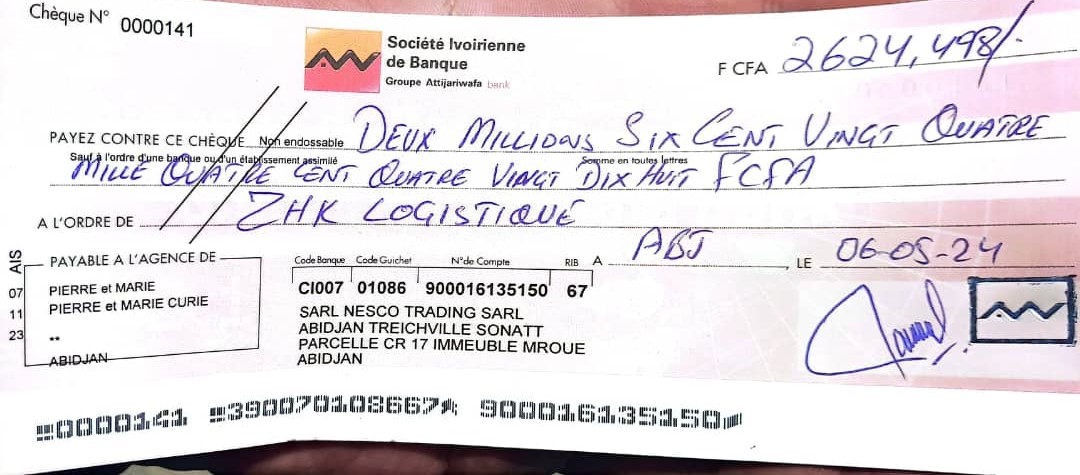 Chèque N° 0000141
Société Ivoirienne
de Banque
Groupe Attijariwafa bank
F CFA 2624,498/-
PAYEZ CONTRE CE CHÈQUE Non endossable DEUX MILLIONS SIX CENT VINGT QUATRE
Sauf à l'ordre d'une banque ou d'un établissement assimilé
Somme en toutes lettres
MILLE QUATRE CENT QUATRE VINGT DIX HUIT FCFA
A L'ORDRE DE ZHK LOGISTIQUE
A ABJ LE 06-05-24
AIS
07
11
23
PAYABLE A L'AGENCE DE
PIERRE et MARIE
PIERRE et MARIE CURIE
**
ABIDJAN
Code Banque Code Guichet N°de Compte RIB
CI007 01086 900016135150 67
SARL NESCO TRADING SARL
ABIDJAN TREICHVILLE SONATT
PARCELLE CR 17 IMMEUBLE MROUE
ABIDJAN
0000141 390070108667 900016135150